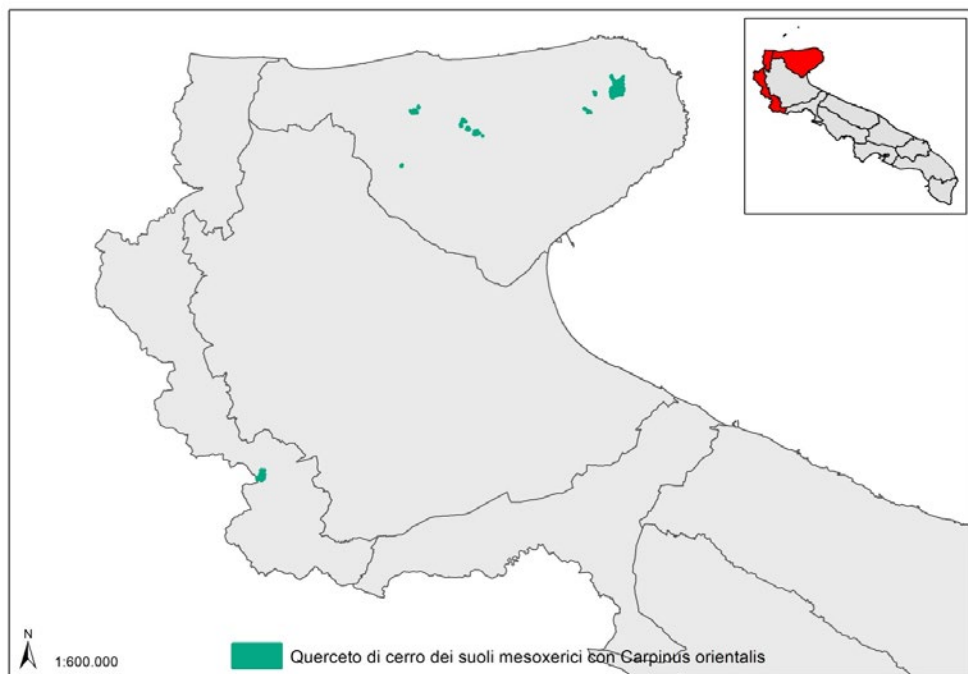 N
1:600.000
Querceto di cerro dei suoli mesoxerici con Carpinus orientalis